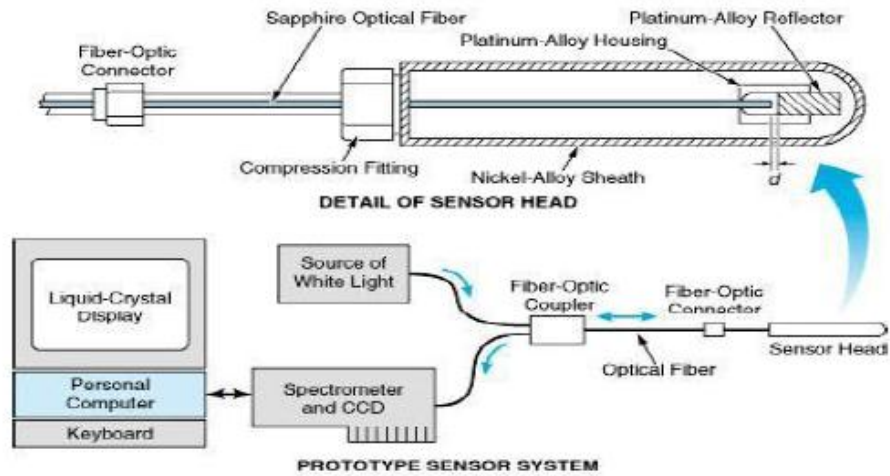 Sapphire Optical Fiber
Platinum-Alloy Reflector
Platinum-Alloy Housing
Fiber-Optic
Connector
Compression Fitting
Nickel-Alloy Sheath
d
DETAIL OF SENSOR HEAD
Liquid-Crystal
Display
Source of
White Light
Fiber-Optic
Coupler
Fiber-Optic
Connector
Sensor Head
Optical Fiber
Personal
Computer
Spectrometer
and CCD
Keyboard
PROTOTYPE SENSOR SYSTEM